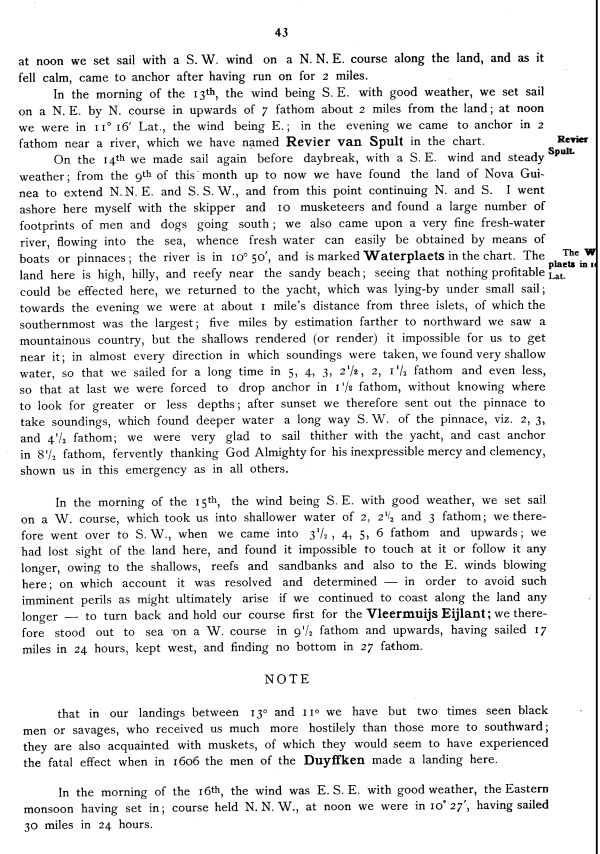 43
at noon we set sail with a S. W. wind on a N. N. E. course along the land, and as it
fell calm, came to anchor after having run on for 2 miles.
In the morning of the 13th, the wind being S. E. with good weather, we set sail
on a N. E. by N. course in upwards of 7 fathom about 2 miles from the land; at noon
we were in 11° 16′ Lat., the wind being E.; in the evening we came to anchor in 2
fathom near a river, which we have named Revier van Spult in the chart.
Revier
Spult.
On the 14th we made sail again before daybreak, with a S. E. wind and steady
weather; from the 9th of this month up to now we have found the land of Nova Gui-
nea to extend N. N. E. and S. S. W., and from this point continuing N. and S. I went
ashore here myself with the skipper and 10 musketeers and found a large number of
footprints of men and dogs going south; we also came upon a very fine fresh-water
river, flowing into the sea, whence fresh water can easily be obtained by means of
boats or pinnaces; the river is in 10° 50′, and is marked Waterplaets in the chart. The
The W
plaets in
Lat.
land here is high, hilly, and reefy near the sandy beach; seeing that nothing profitable
could be effected here, we returned to the yacht, which was lying-by under small sail;
towards the evening we were at about 1 mile's distance from three islets, of which the
southernmost was the largest; five miles by estimation farther to northward we saw a
mountainous country, but the shallows rendered (or render) it impossible for us to get
near it; in almost every direction in which soundings were taken, we found very shallow
water, so that we sailed for a long time in 5, 4, 3, 2 1/2, 2, 1 1/2 fathom and even less,
so that at last we were forced to drop anchor in 1 1/2 fathom, without knowing where
to look for greater or less depths; after sunset we therefore sent out the pinnace to
take soundings, which found deeper water a long way S. W. of the pinnace, viz. 2, 3,
and 4 1/2 fathom; we were very glad to sail thither with the yacht, and cast anchor
in 8 1/2 fathom, fervently thanking God Almighty for his inexpressible mercy and clemency,
shown us in this emergency as in all others.
In the morning of the 15th, the wind being S. E. with good weather, we set sail
on a W. course, which took us into shallower water of 2, 2 1/2 and 3 fathom; we there-
fore went over to S. W., when we came into 3 1/2, 4, 5, 6 fathom and upwards; we
had lost sight of the land here, and found it impossible to touch at it or follow it any
longer, owing to the shallows, reefs and sandbanks and also to the E. winds blowing
here; on which account it was resolved and determined — in order to avoid such
imminent perils as might ultimately arise if we continued to coast along the land any
longer — to turn back and hold our course first for the Vleermuijs Eijlant; we there-
fore stood out to sea on a W. course in 9 1/2 fathom and upwards, having sailed 17
miles in 24 hours, kept west, and finding no bottom in 27 fathom.
NOTE
that in our landings between 13° and 11° we have but two times seen black
men or savages, who received us much more hostilely than those more to southward;
they are also acquainted with muskets, of which they would seem to have experienced
the fatal effect when in 1606 the men of the Duyffken made a landing here.
In the morning of the 16th, the wind was E. S. E. with good weather, the Eastern
monsoon having set in; course held N. N. W., at noon we were in 10° 27′, having sailed
30 miles in 24 hours.